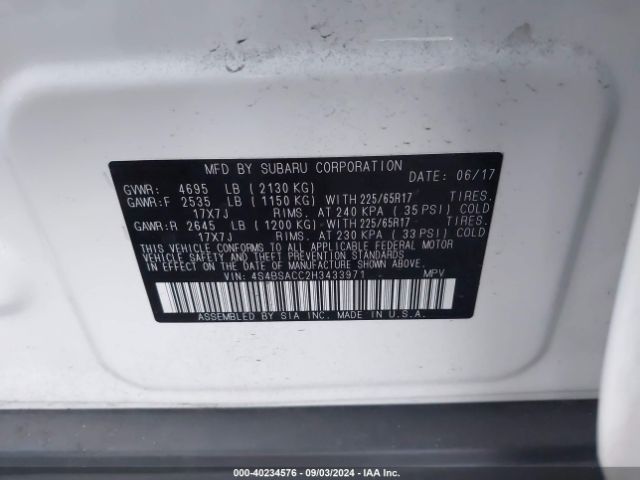 MFD BY SUBARU CORPORATION DATE: 06/17
GVWR: 4695 LB (2130 KG)
GAWR:F 2535 LB (1150 KG) WITH 225/65R17 TIRES.
17X7J RIMS. AT 240 KPA (35 PSI) COLD
GAWR:R 2645 LB (1200 KG) WITH 225/65R17 TIRES.
17X7J RIMS. AT 230 KPA (33 PSI) COLD
THIS VEHICLE CONFORMS TO ALL APPLICABLE FEDERAL MOTOR
VEHICLE SAFETY AND THEFT PREVENTION STANDARDS IN
EFFECT ON THE DATE OF MANUFACTURE SHOWN ABOVE.
VIN: 4S4BSACC2H3433971 MPV
ASSEMBLED BY SIA INC. MADE IN U.S.A.
000-40234576 - 09/03/2024 - IAA Inc.